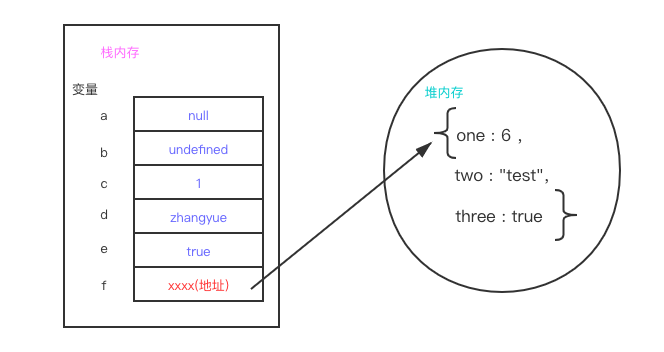 栈内存
变量
a null
b undefined
c 1
d zhangyue
e true
f xxxx(地址)
堆内存
{ one : 6 ,
two : "test",
three : true }